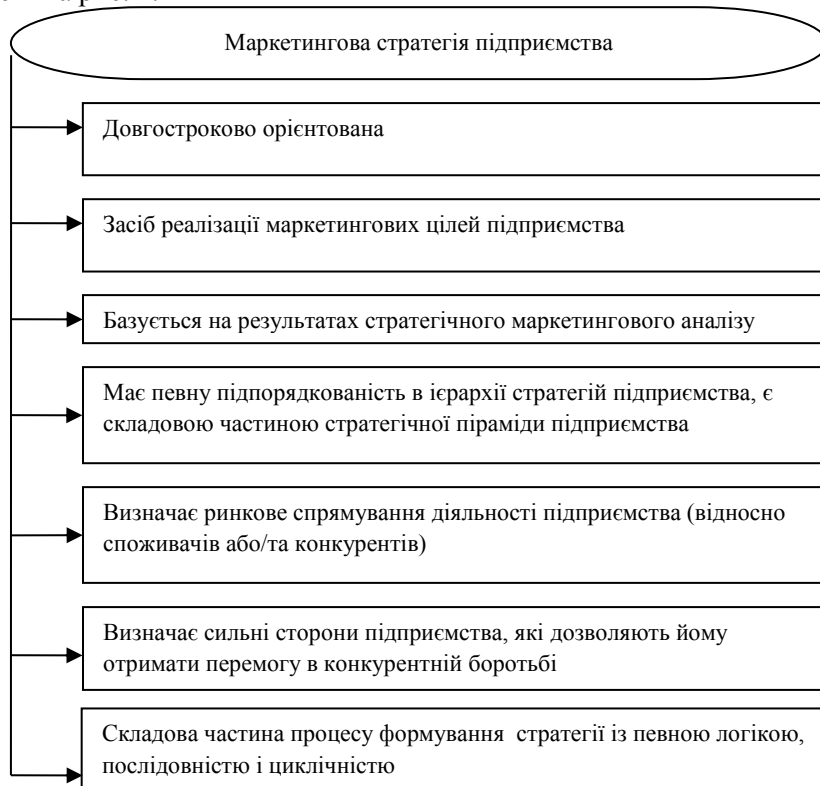 Маркетингова стратегія підприємства
Довгостроково орієнтована
Засіб реалізації маркетингових цілей підприємства
Базується на результатах стратегічного маркетингового аналізу
Має певну підпорядкованість в ієрархії стратегій підприємства, є
складовою частиною стратегічної піраміди підприємства
Визначає ринкове спрямування діяльності підприємства (відносно
споживачів або/та конкурентів)
Визначає сильні сторони підприємства, які дозволяють йому
отримати перемогу в конкурентній боротьбі
Складова частина процесу формування стратегії із певною логікою,
послідовністю і циклічністю